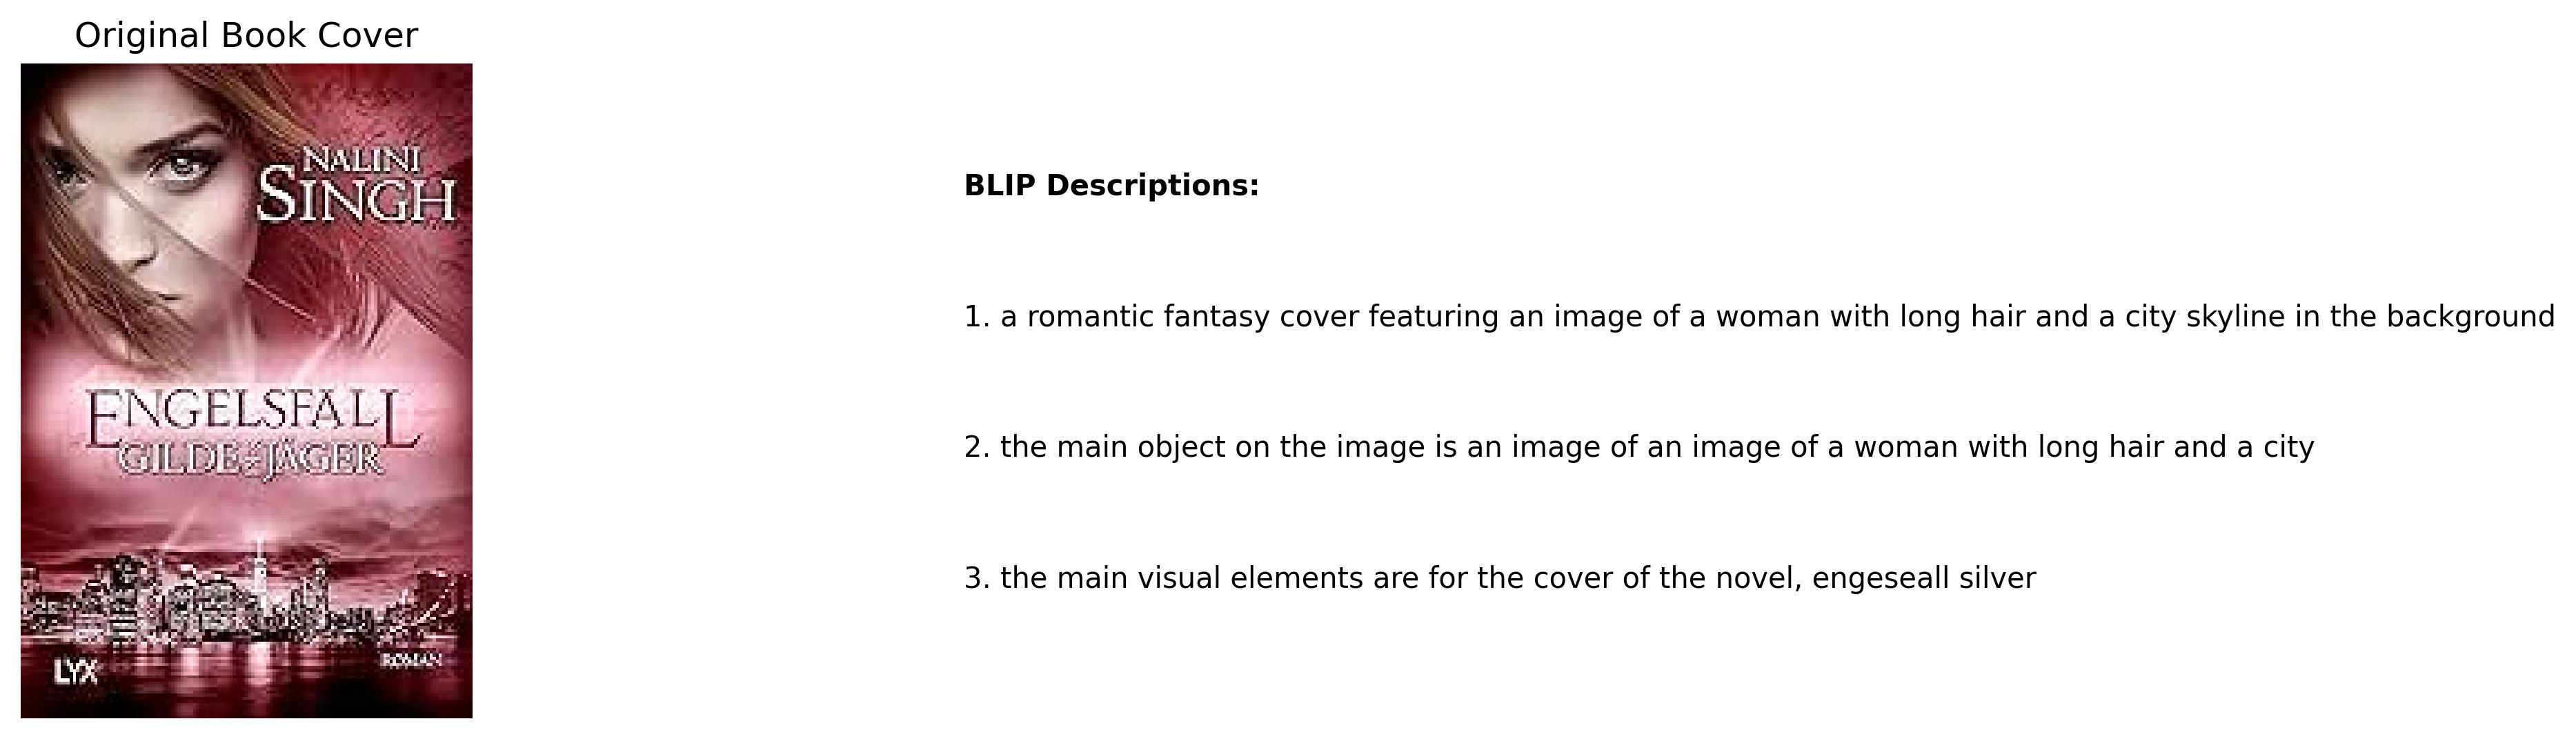 Original Book Cover
NALINI
SINGH
ENGELSFALL
GILDE DER JÄGER
LYX
ROMAN
BLIP Descriptions:
1. a romantic fantasy cover featuring an image of a woman with long hair and a city skyline in the background
2. the main object on the image is an image of an image of a woman with long hair and a city
3. the main visual elements are for the cover of the novel, engeseall silver